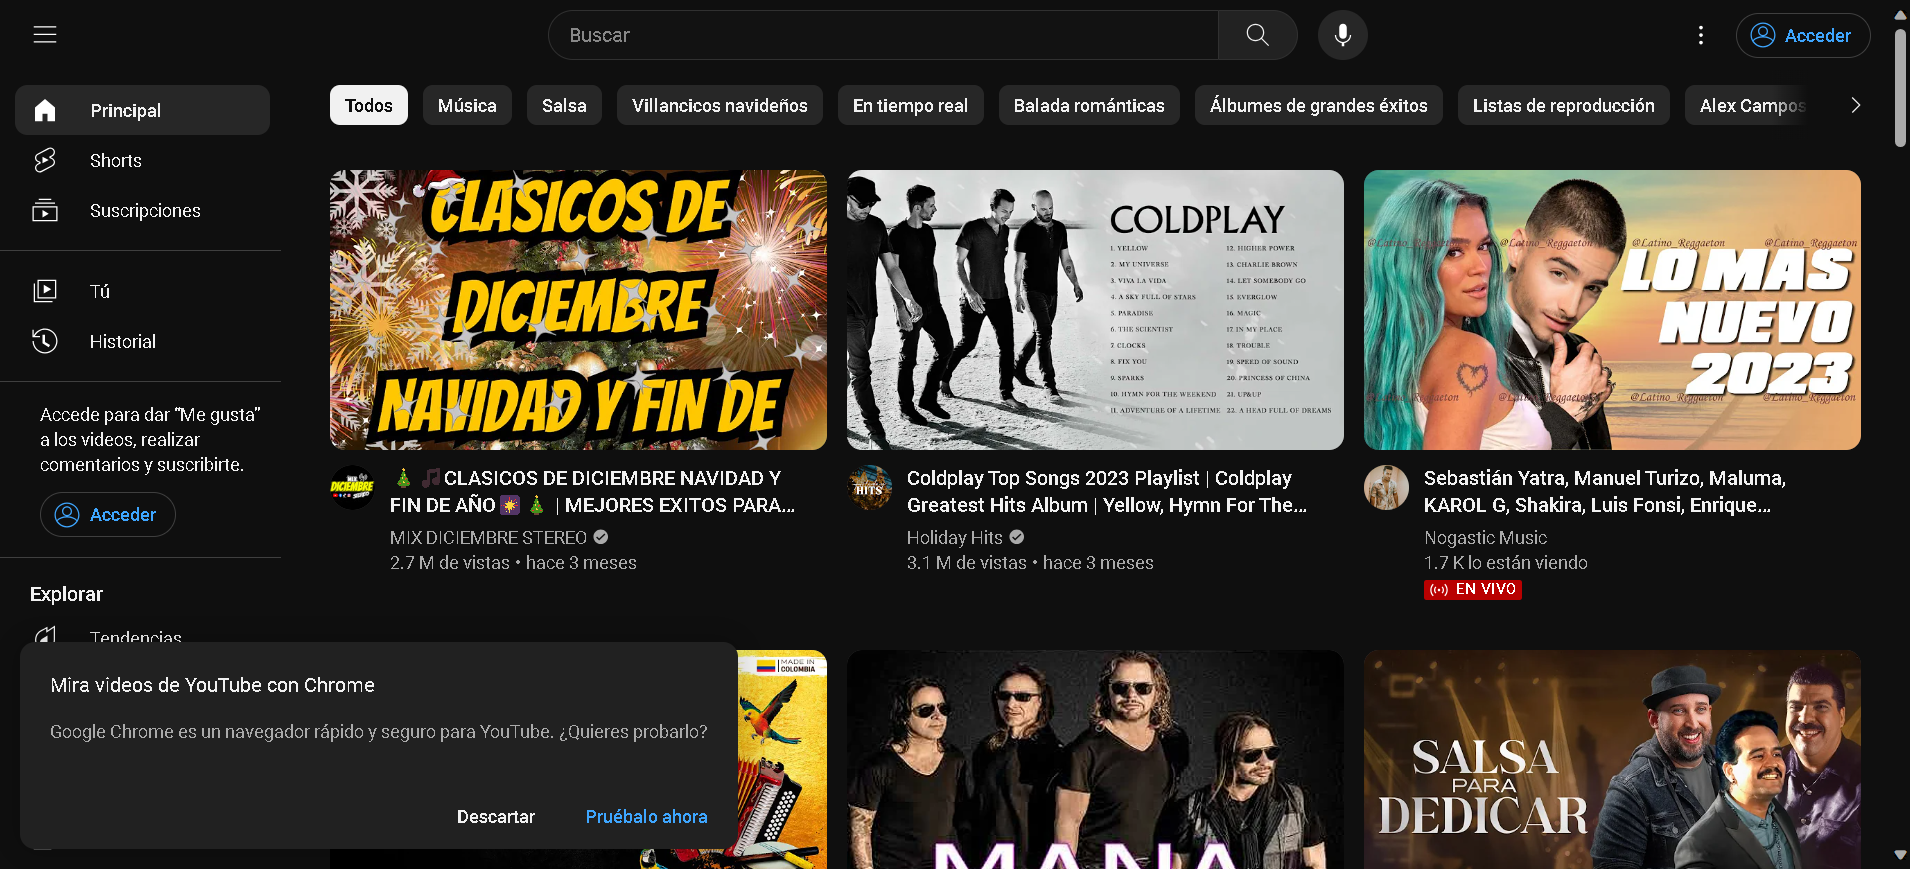 Buscar
Acceder
Principal
Shorts
Suscripciones
Tú
Historial
Accede para dar “Me gusta”
a los videos, realizar
comentarios y suscribirte.
Acceder
Explorar
Tendencias
Todos
Música
Salsa
Villancicos navideños
En tiempo real
Balada románticas
Álbumes de grandes éxitos
Listas de reproducción
Alex Campos
CLASICOS DE
DICIEMBRE
NAVIDAD Y FIN DE
MIX
DICIEMBRE
🎄 🎵CLASICOS DE DICIEMBRE NAVIDAD Y
FIN DE AÑO🎇 🎄 | MEJORES EXITOS PARA...
MIX DICIEMBRE STEREO
2.7 M de vistas • hace 3 meses
COLDPLAY
1. YELLOW
2. MY UNIVERSE
3. VIVA LA VIDA
4. A SKY FULL OF STARS
5. PARADISE
6. THE SCIENTIST
7. CLOCKS
8. FIX YOU
9. SPARKS
10. HYMN FOR THE WEEKEND
11. ADVENTURE OF A LIFETIME
12. HIGHER POWER
13. CHARLIE BROWN
14. LET SOMEBODY GO
15. EVERGLOW
16. MAGIC
17. IN MY PLACE
18. TROUBLE
19. SPEED OF SOUND
20. PRINCESS OF CHINA
21. UP&UP
22. A HEAD FULL OF DREAMS
HITS
Coldplay Top Songs 2023 Playlist | Coldplay
Greatest Hits Album | Yellow, Hymn For The...
Holiday Hits
3.1 M de vistas • hace 3 meses
@Latino_Reggaeton @Latino_Reggaeton @Latino_Reggaeton @Latino_Reggaeton
LO MAS
NUEVO
2023
@Latino_Reggaeton @Latino_Reggaeton @Latino_Reggaeton
Sebastián Yatra, Manuel Turizo, Maluma,
KAROL G, Shakira, Luis Fonsi, Enrique...
Nogastic Music
1.7 K lo están viendo
EN VIVO
MADE IN
COLOMBIA
MANA
SALSA
PARA
DEDICAR
Mira videos de YouTube con Chrome
Google Chrome es un navegador rápido y seguro para YouTube. ¿Quieres probarlo?
Descartar
Pruébalo ahora